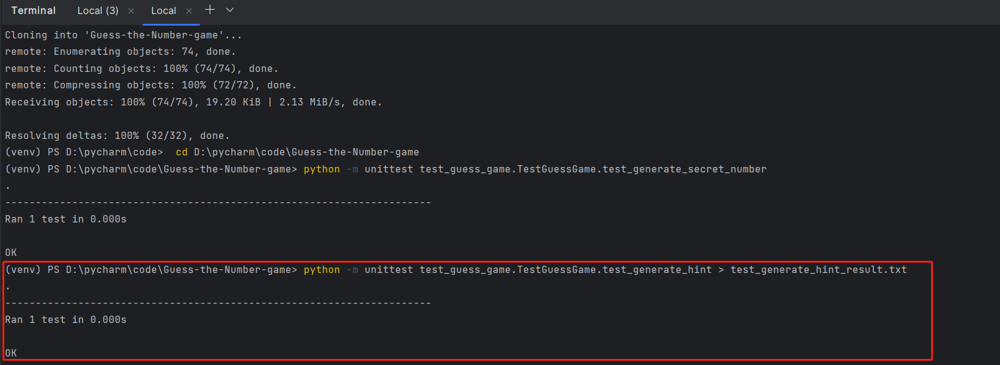 Terminal Local (3) × Local ×
Cloning into 'Guess-the-Number-game'...
remote: Enumerating objects: 74, done.
remote: Counting objects: 100% (74/74), done.
remote: Compressing objects: 100% (72/72), done.
Receiving objects: 100% (74/74), 19.20 KiB | 2.13 MiB/s, done.
Resolving deltas: 100% (32/32), done.
(venv) PS D:\pycharm\code>  cd D:\pycharm\code\Guess-the-Number-game
(venv) PS D:\pycharm\code\Guess-the-Number-game> python -m unittest test_guess_game.TestGuessGame.test_generate_secret_number
.
----------------------------------------------------------------------
Ran 1 test in 0.000s
OK
(venv) PS D:\pycharm\code\Guess-the-Number-game> python -m unittest test_guess_game.TestGuessGame.test_generate_hint > test_generate_hint_result.txt
.
----------------------------------------------------------------------
Ran 1 test in 0.000s
OK